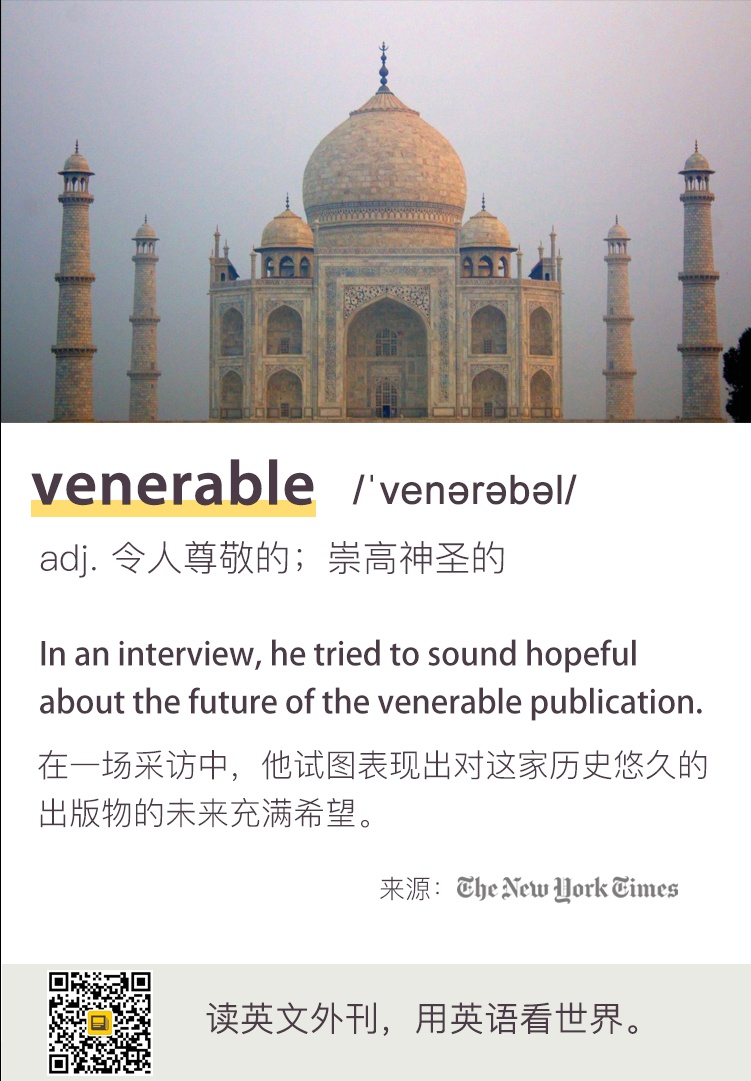 venerable /ˈvenərəbəl/
adj. 令人尊敬的；崇高神圣的
In an interview, he tried to sound hopeful
about the future of the venerable publication.
在一场采访中，他试图表现出对这家历史悠久的
出版物的未来充满希望。
来源：The New York Times
读英文外刊，用英语看世界。